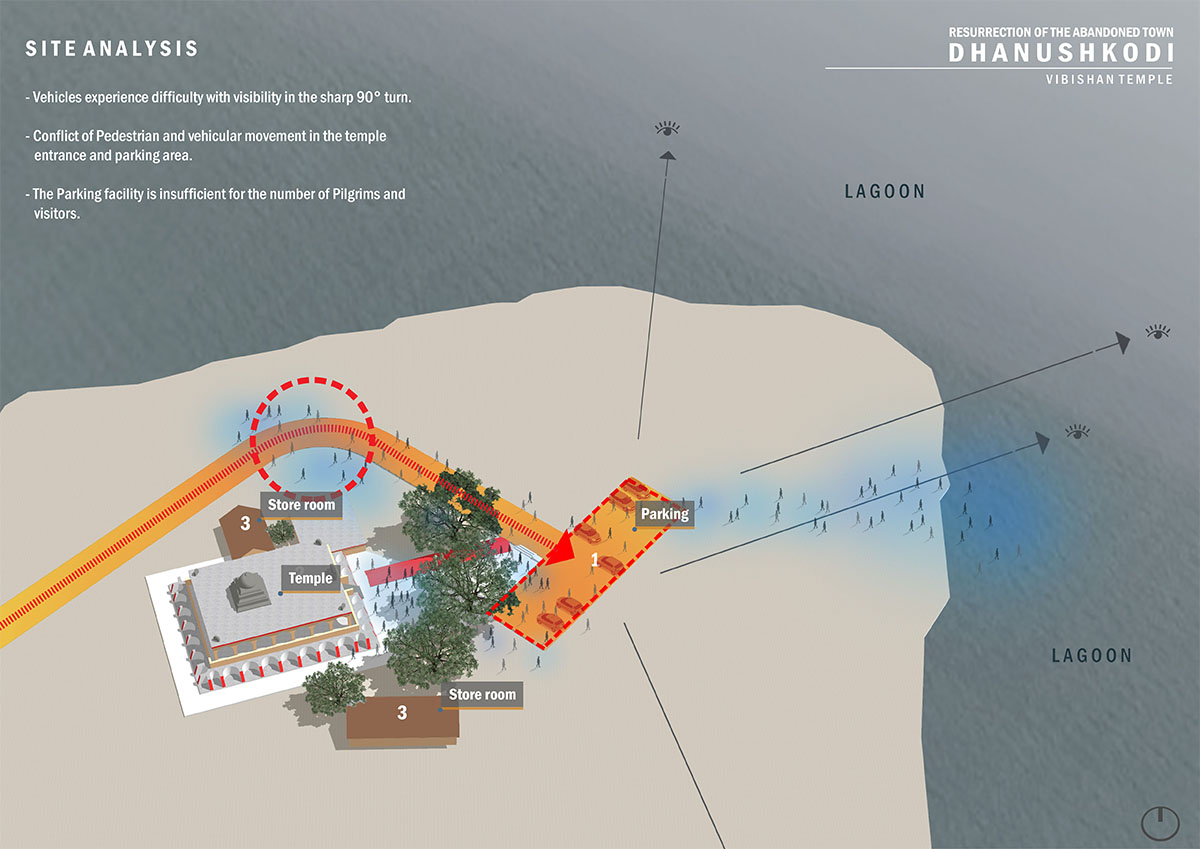 SITE ANALYSIS
- Vehicles experience difficulty with visibility in the sharp 90° turn.
- Conflict of Pedestrian and vehicular movement in the temple
entrance and parking area.
- The Parking facility is insufficient for the number of Pilgrims and
visitors.
RESURRECTION OF THE ABANDONED TOWN
DHANUSHKODI
VIBISHAN TEMPLE
LAGOON
Store room
3
Parking
1
Temple
LAGOON
Store room
3